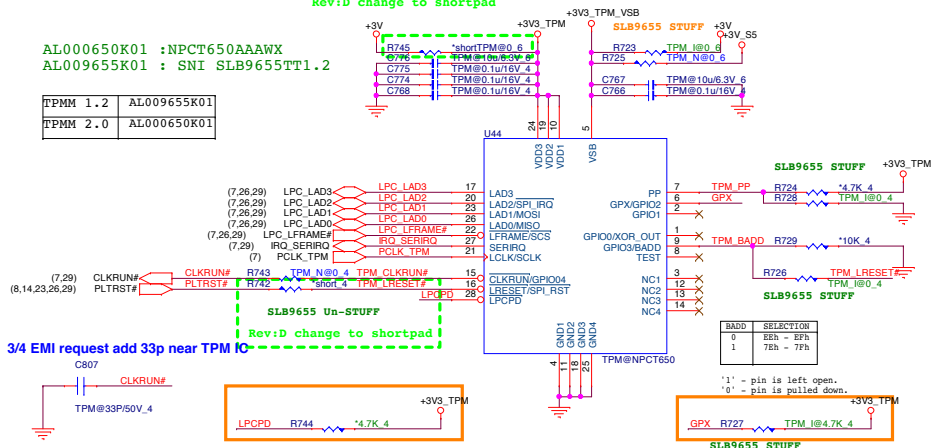 Rev:D change to shortpad
+3V
+3V3_TPM
+3V3_TPM_VSB
SLB9655 STUFF
+3V
+3V_S5
AL000650K01 :NPCT650AAAWX
AL009655K01 : SNI SLB9655TT1.2
R745 *shortTPM@0_6
C776 TPM@10u/6.3V_6
C775 TPM@0.1u/16V_4
C774 TPM@0.1u/16V_4
C768 TPM@0.1u/16V_4
R723 TPM_I@0_6
R725 TPM_N@0_6
C767 TPM@10u/6.3V_6
C766 TPM@0.1u/16V_4
TPMM 1.2 AL009655K01
TPMM 2.0 AL000650K01
24 19 10 5
U44
VDD3 VDD2 VDD1 VSB
SLB9655 STUFF
+3V3_TPM
(7,26,29) LPC_LAD3 LPC_LAD3 17 LAD3
(7,26,29) LPC_LAD2 LPC_LAD2 20 LAD2/SPI_IRQ
(7,26,29) LPC_LAD1 LPC_LAD1 23 LAD1/MOSI
(7,26,29) LPC_LAD0 LPC_LAD0 26 LAD0/MISO
(7,26,29) LPC_LFRAME# LPC_LFRAME# 22 LFRAME/SCS
(7,29) IRQ_SERIRQ IRQ_SERIRQ 27 SERIRQ
(7) PCLK_TPM 21 LCLK/SCLK
PP 7 TPM_PP R724 *4.7K_4
GPX/GPIO2 6 GPX R728 TPM_I@0_4
GPIO1 2
GPIO0/XOR_OUT 1
GPIO3/BADD 9 TPM_BADD R729 *10K_4
TEST 8
(7,29) CLKRUN# CLKRUN# R743 TPM_N@0_4 TPM_CLKRUN# 15 CLKRUN/GPIO04
(8,14,23,26,29) PLTRST# PLTRST# R742 short_4 TPM_LRESET# 16 LRESET/SPI_RST
LPCPD 28 LPCPD
NC1 3
NC2 12
NC3 13
NC4 14
R726 TPM_LRESET#
TPM_I@0_4
SLB9655 STUFF
SLB9655 Un-STUFF
Rev:D change to shortpad
GND1 GND2 GND3 GND4
4 11 18 25
TPM@NPCT650
BADD SELECTION
0 EEh - EFh
1 7Eh - 7Fh
'1' - pin is left open.
'0' - pin is pulled down.
3/4 EMI request add 33p near TPM IC
C807
CLKRUN#
TPM@33P/50V_4
+3V3_TPM
LPCPD R744 *4.7K_4
+3V3_TPM
GPX R727 TPM_I@4.7K_4
SLB9655 STUFF